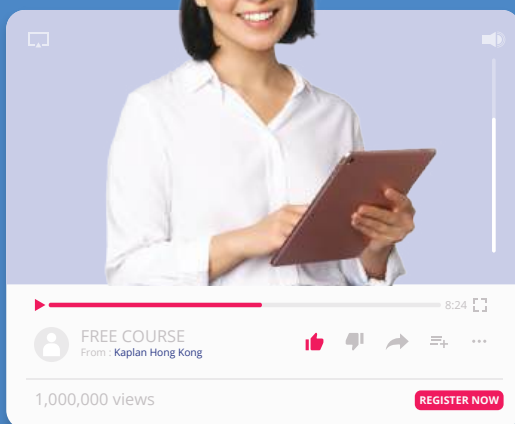 8:24
FREE COURSE
From : Kaplan Hong Kong
1,000,000 views
REGISTER NOW